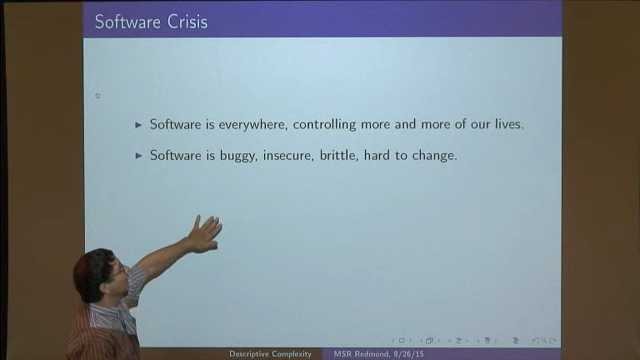 Software Crisis
Software is everywhere, controlling more and more of our lives.
Software is buggy, insecure, brittle, hard to change.
Descriptive Complexity MSR Redmond, 8/26/15